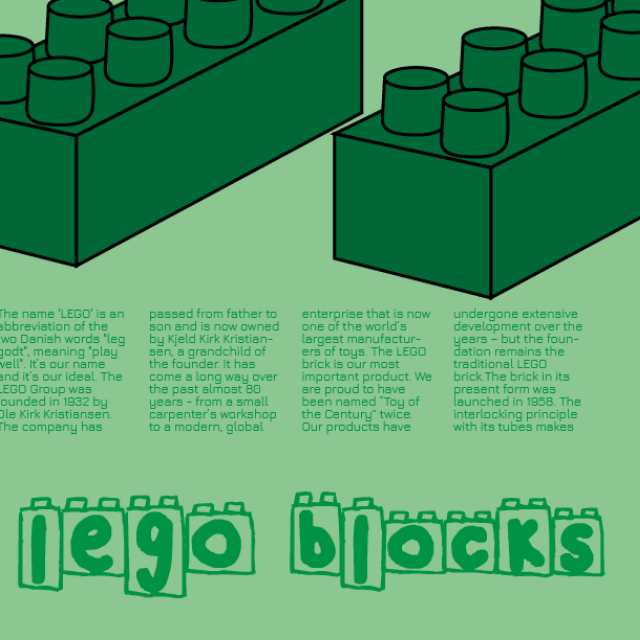 The name 'LEGO' is an
abbreviation of the
two Danish words "leg
godt", meaning "play
well". It's our name
and it's our ideal. The
LEGO Group was
founded in 1932 by
Ole Kirk Kristiansen.
The company has
passed from father to
son and is now owned
by Kjeld Kirk Kristian-
sen, a grandchild of
the founder. It has
come a long way over
the past almost 80
years - from a small
carpenter's workshop
to a modern, global
enterprise that is now
one of the world's
largest manufactur-
ers of toys. The LEGO
brick is our most
important product. We
are proud to have
been named "Toy of
the Century" twice.
Our products have
undergone extensive
development over the
years – but the foun-
dation remains the
traditional LEGO
brick.The brick in its
present form was
launched in 1958. The
interlocking principle
with its tubes makes
lego blocks